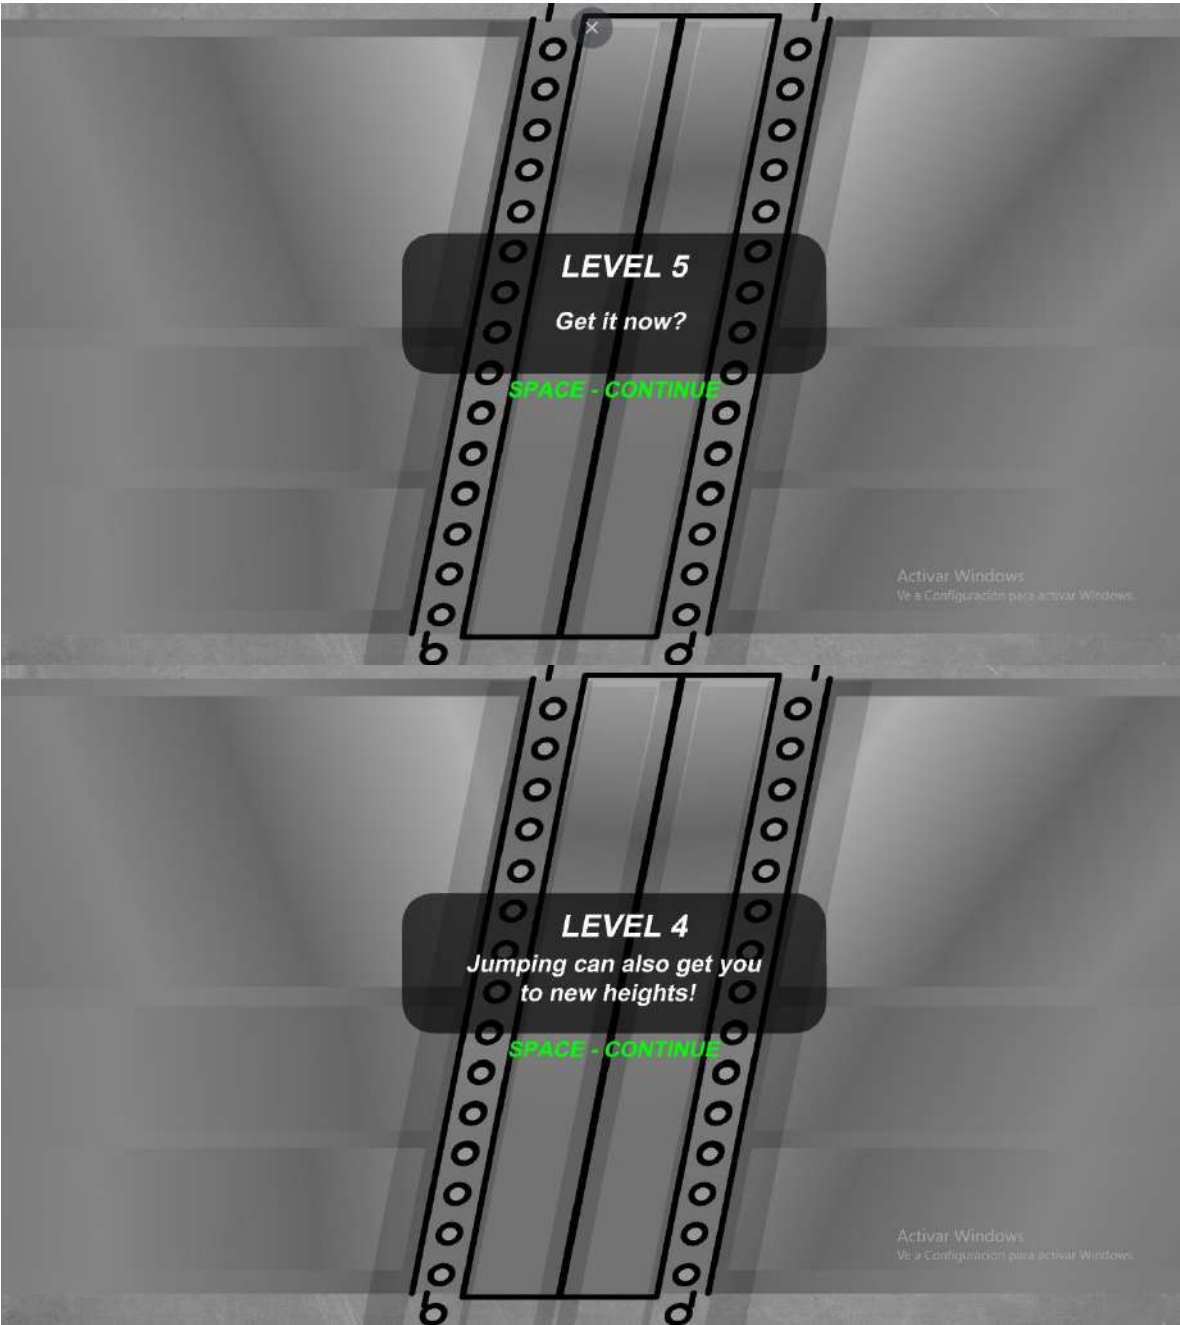 LEVEL 5
Get it now?
SPACE - CONTINUE
Activar Windows
Ve a Configuración para activar Windows.
LEVEL 4
Jumping can also get you
to new heights!
SPACE - CONTINUE
Activar Windows
Ve a Configuración para activar Windows.